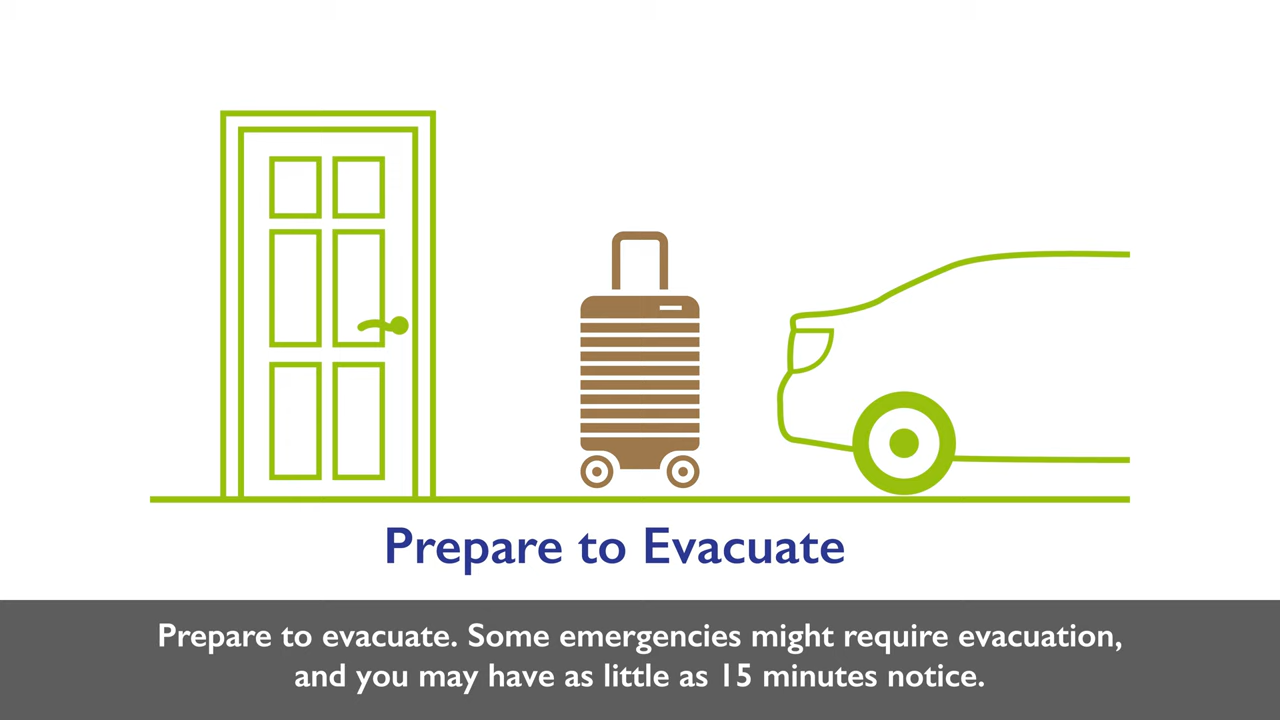 Prepare to Evacuate
Prepare to evacuate. Some emergencies might require evacuation,
and you may have as little as 15 minutes notice.